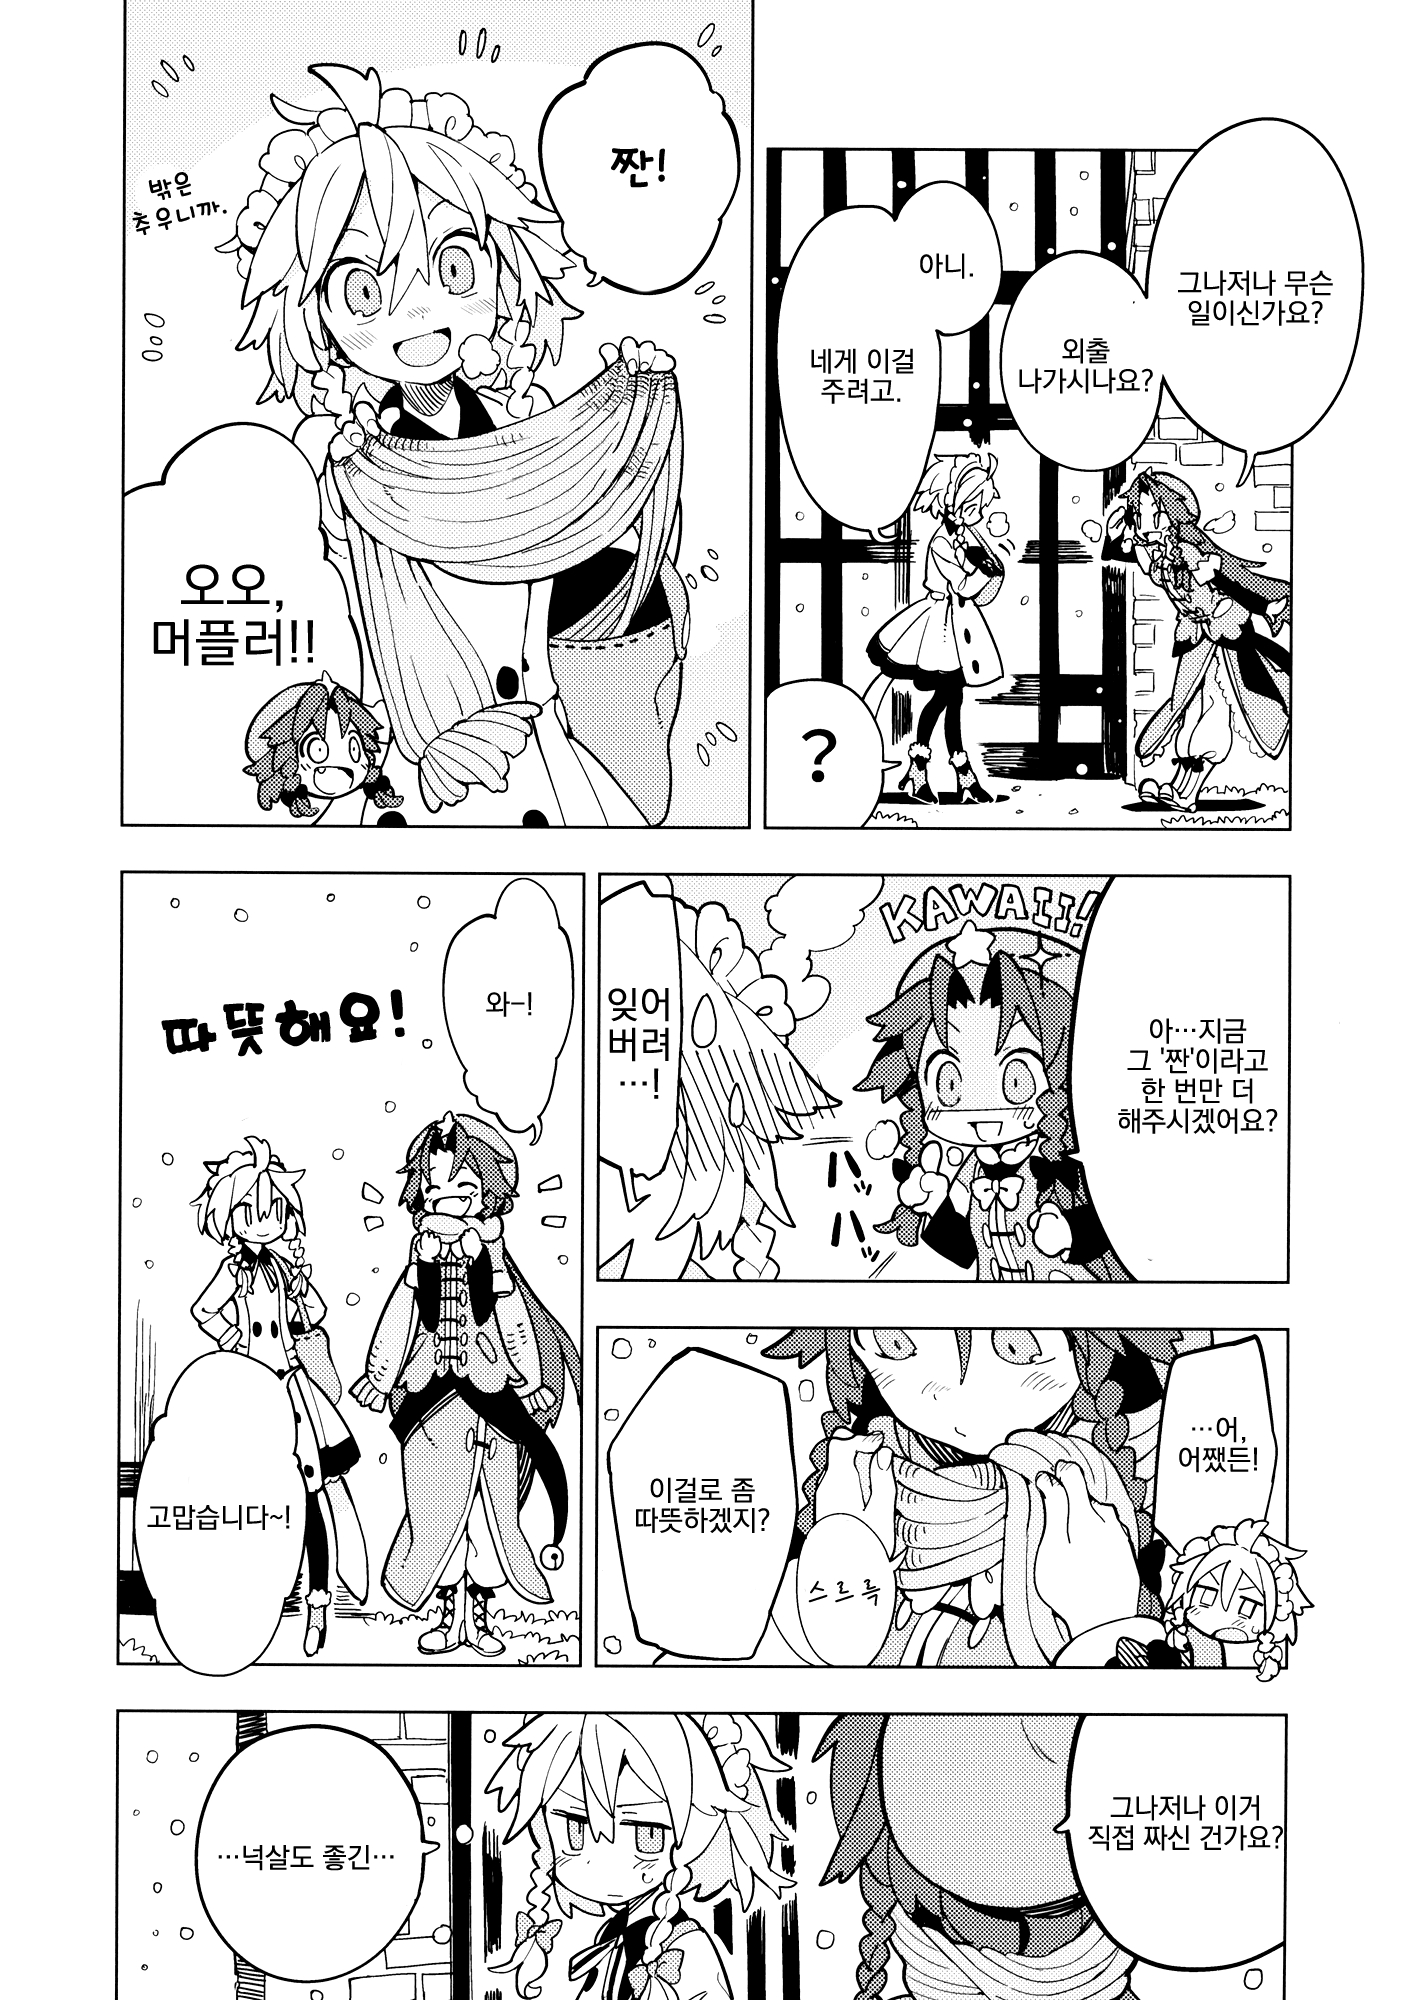 그나저나 무슨
일이신가요?
외출
나가시나요?
아니.
네게 이걸
주려고.
?
짠!
밖은
추우니까.
오오,
머플러!!
아…지금
그 '짠'이라고
한 번만 더
해주시겠어요?
KAWAII!
잊어
버려
…!
…어,
어쨌든!
스르륵
이걸로 좀
따뜻하겠지?
와-!
따뜻해요!
고맙습니다~!
그나저나 이거
직접 짜신 건가요?
…넉살도 좋긴…